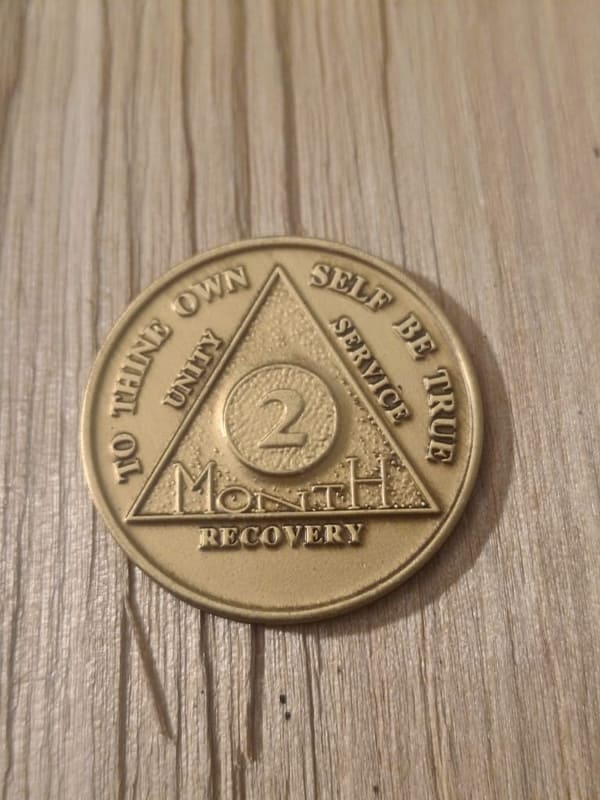 TO THINE OWN SELF BE TRUE
UNITY
SERVICE
2
MONTH
RECOVERY